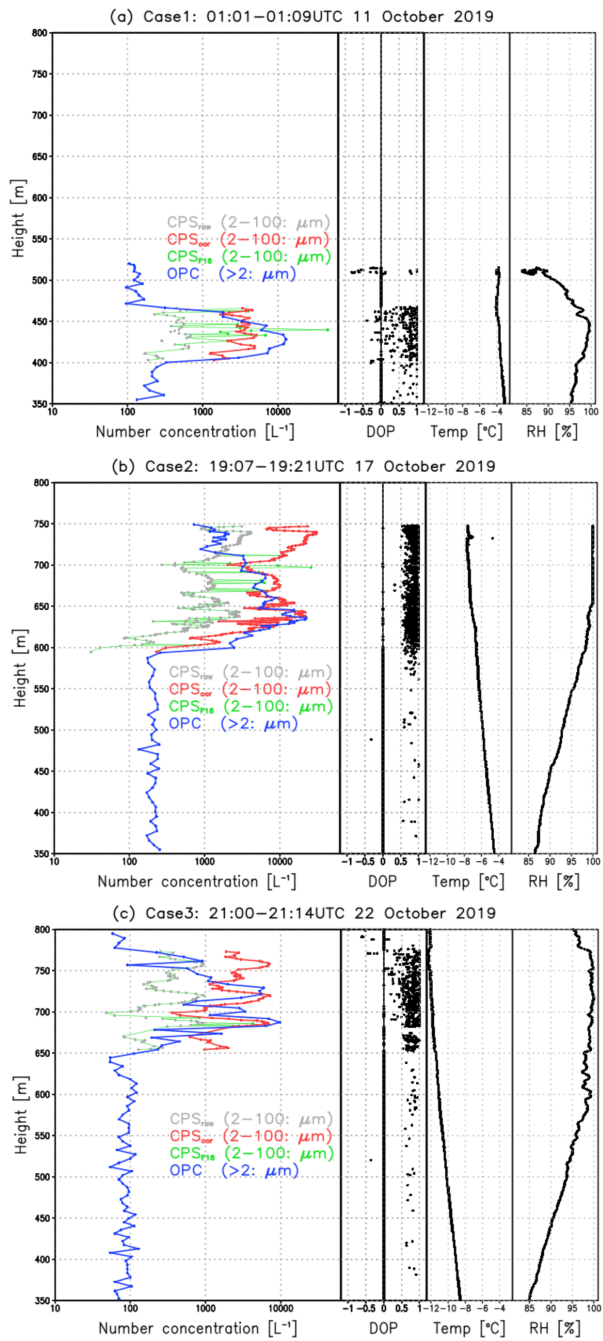 (a) Case1: 01:01−01:09UTC 11 October 2019
800
750
700
650
600
550
500
450
400
350
Height [m]
CPSraw (2−100: μm)
CPScor (2−100: μm)
CPSF16 (2−100: μm)
OPC (>2: μm)
10 100 1000 10000 −1 −0.5 0 0.5 1 −12 −10 −8 −6 −4 85 90 95 100
Number concentration [L⁻¹] DOP Temp [°C] RH [%]
(b) Case2: 19:07−19:21UTC 17 October 2019
800
750
700
650
600
550
500
450
400
350
Height [m]
CPSraw (2−100: μm)
CPScor (2−100: μm)
CPSF16 (2−100: μm)
OPC (>2: μm)
10 100 1000 10000 −1 −0.5 0 0.5 1 −12 −10 −8 −6 −4 85 90 95 100
Number concentration [L⁻¹] DOP Temp [°C] RH [%]
(c) Case3: 21:00−21:14UTC 22 October 2019
800
750
700
650
600
550
500
450
400
350
Height [m]
CPSraw (2−100: μm)
CPScor (2−100: μm)
CPSF16 (2−100: μm)
OPC (>2: μm)
10 100 1000 10000 −1 −0.5 0 0.5 1 −12 −10 −8 −6 −4 85 90 95 100
Number concentration [L⁻¹] DOP Temp [°C] RH [%]